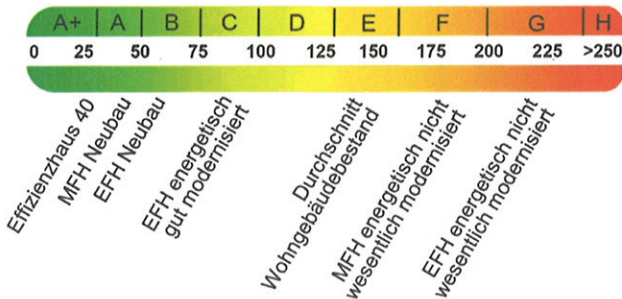 A+ A B C D E F G H
0 25 50 75 100 125 150 175 200 225 >250
Effizienzhaus 40
MFH Neubau
EFH Neubau
EFH energetisch
gut modernisiert
Durchschnitt
Wohngebäudebestand
MFH energetisch nicht
wesentlich modernisiert
EFH energetisch nicht
wesentlich modernisiert